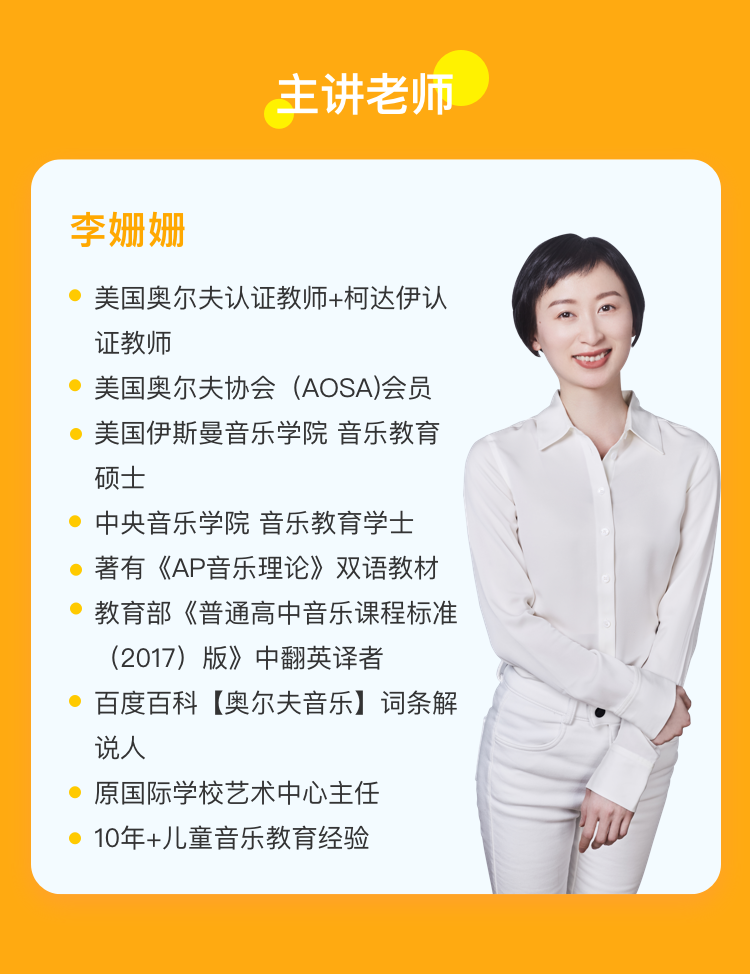 主讲老师
李姗姗
美国奥尔夫认证教师+柯达伊认
证教师
美国奥尔夫协会（AOSA)会员
美国伊斯曼音乐学院 音乐教育
硕士
中央音乐学院 音乐教育学士
著有《AP音乐理论》双语教材
教育部《普通高中音乐课程标准
（2017）版》中翻英译者
百度百科【奥尔夫音乐】词条解
说人
原国际学校艺术中心主任
10年+儿童音乐教育经验